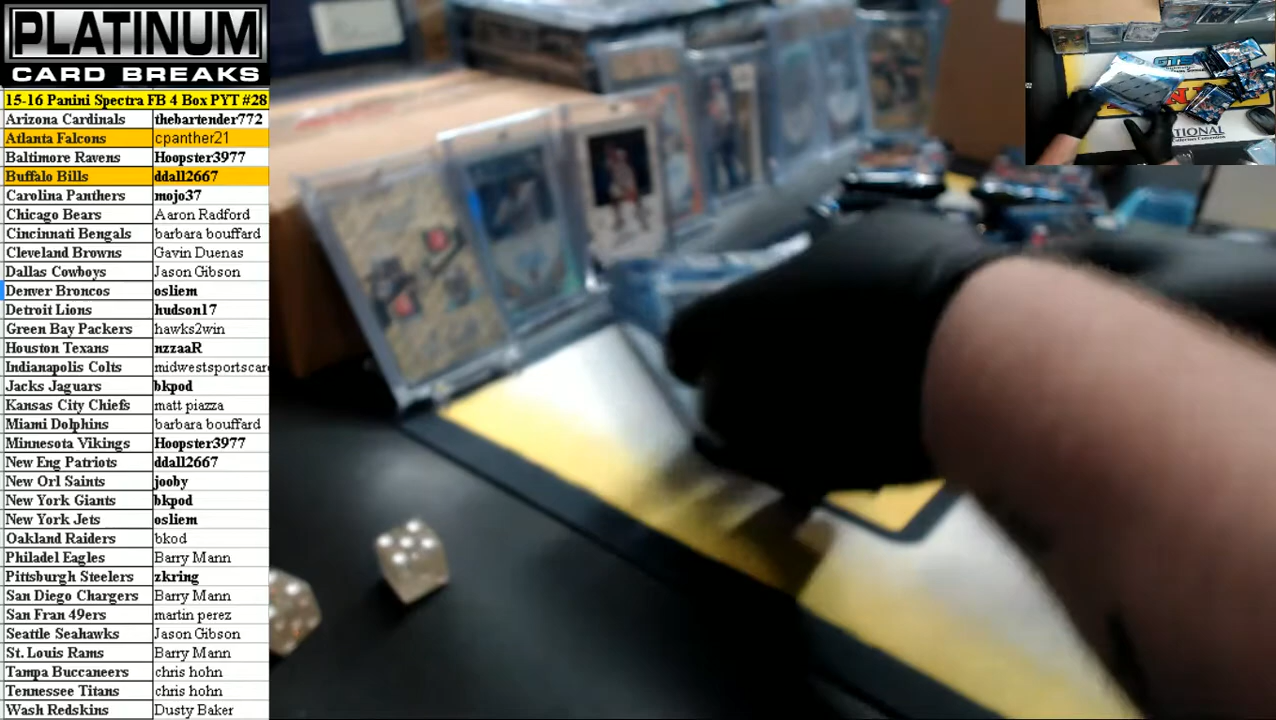 PLATINUM
CARD BREAKS
15-16 Panini Spectra FB 4 Box PYT #28
Arizona Cardinals thebartender772
Atlanta Falcons cpanther21
Baltimore Ravens Hoopster3977
Buffalo Bills ddall2667
Carolina Panthers mojo37
Chicago Bears Aaron Radford
Cincinnati Bengals barbara bouffard
Cleveland Browns Gavin Duenas
Dallas Cowboys Jason Gibson
Denver Broncos osliem
Detroit Lions hudson17
Green Bay Packers hawks2win
Houston Texans nzzaaR
Indianapolis Colts midwestsportscar
Jacks Jaguars bkpod
Kansas City Chiefs matt piazza
Miami Dolphins barbara bouffard
Minnesota Vikings Hoopster3977
New Eng Patriots ddall2667
New Orl Saints jooby
New York Giants bkpod
New York Jets osliem
Oakland Raiders bkod
Philadel Eagles Barry Mann
Pittsburgh Steelers zkring
San Diego Chargers Barry Mann
San Fran 49ers martin perez
Seattle Seahawks Jason Gibson
St. Louis Rams Barry Mann
Tampa Buccaneers chris hohn
Tennessee Titans chris hohn
Wash Redskins Dusty Baker
GTS
TIONAL